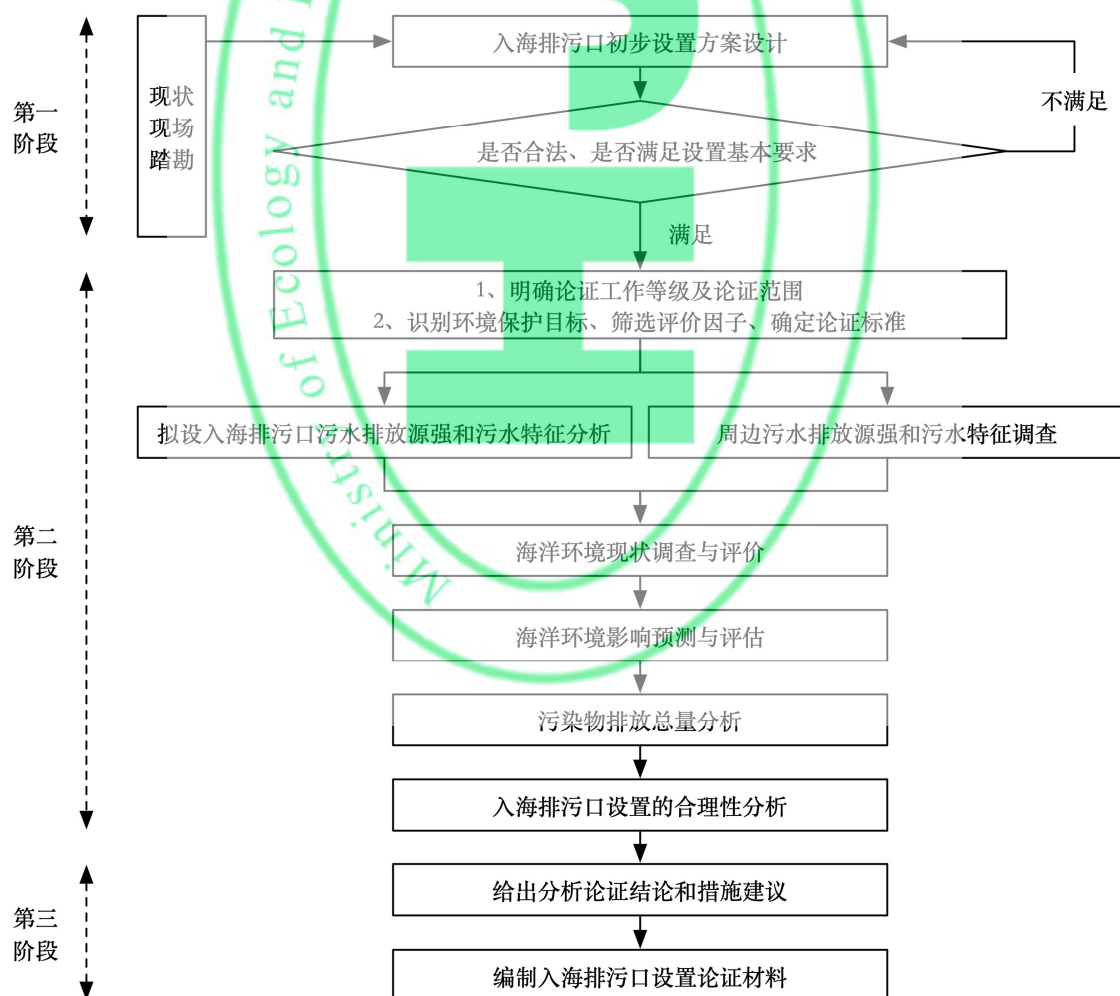 第一
阶段
现状
现场
踏勘
入海排污口初步设置方案设计
不满足
是否合法、是否满足设置基本要求
满足
第二
阶段
1、明确论证工作等级及论证范围
2、识别环境保护目标、筛选评价因子、确定论证标准
拟设入海排污口污水排放源强和污水特征分析
周边污水排放源强和污水特征调查
海洋环境现状调查与评价
海洋环境影响预测与评估
污染物排放总量分析
入海排污口设置的合理性分析
第三
阶段
给出分析论证结论和措施建议
编制入海排污口设置论证材料
Ministry of Ecology and